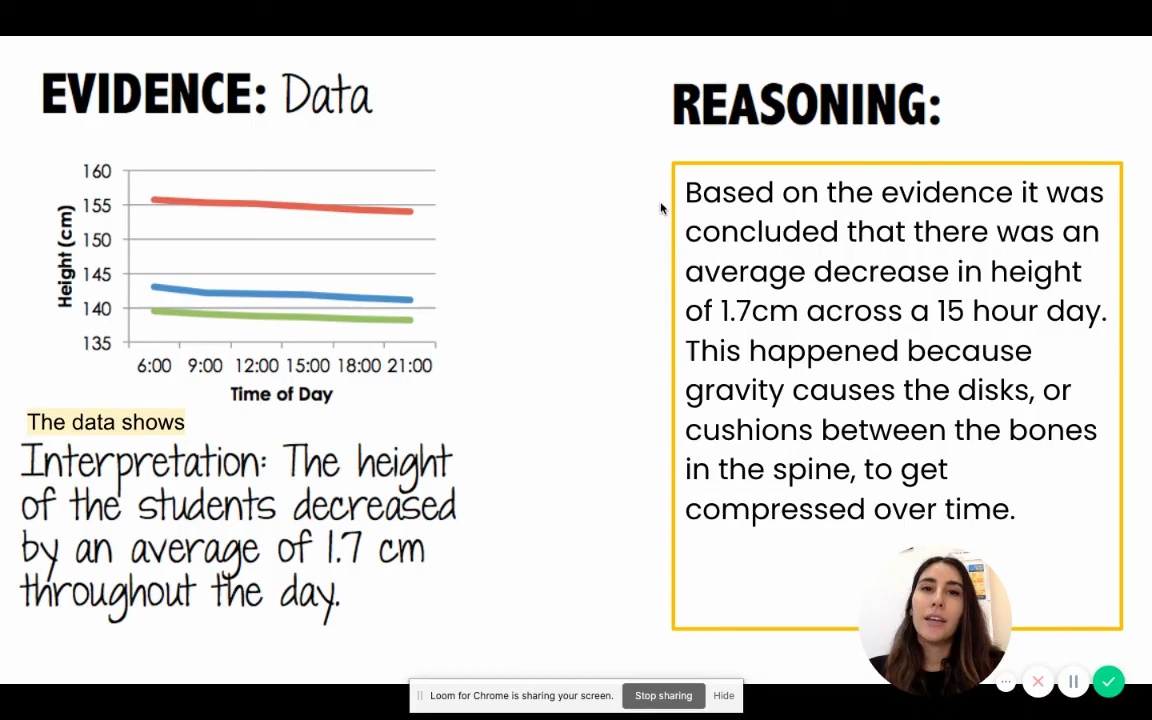 EVIDENCE: Data
160
155
150
145
140
135
Height (cm)
6:00 9:00 12:00 15:00 18:00 21:00
Time of Day
The data shows
Interpretation: The height
of the students decreased
by an average of 1.7 cm
throughout the day.
REASONING:
Based on the evidence it was
concluded that there was an
average decrease in height
of 1.7cm across a 15 hour day.
This happened because
gravity causes the disks, or
cushions between the bones
in the spine, to get
compressed over time.
Loom for Chrome is sharing your screen. Stop sharing Hide